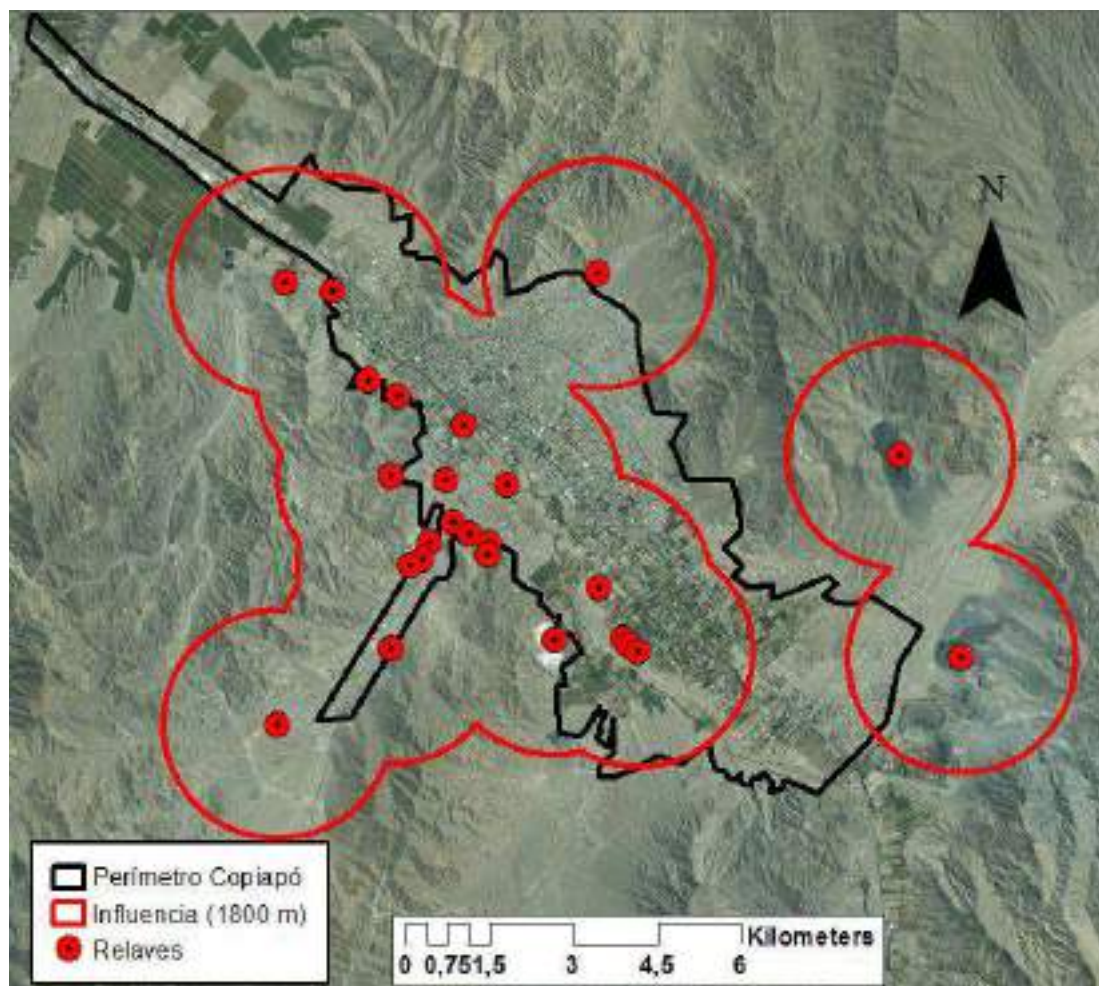 N
Perímetro Copiapó
Influencia (1800 m)
Relaves
Kilometers
0 0,751,5 3 4,5 6